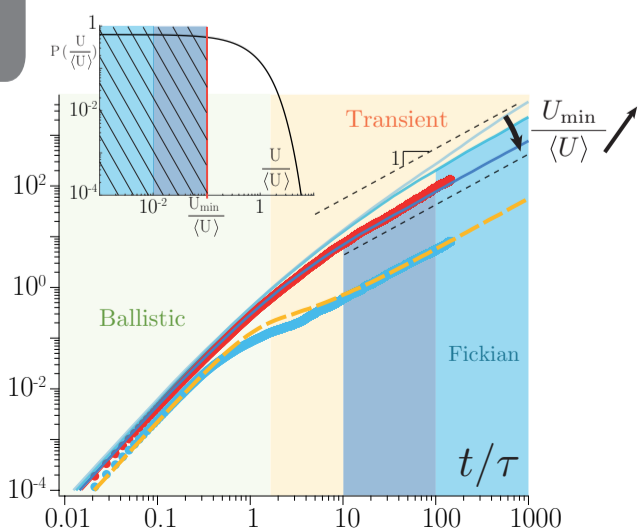 1
P(U/⟨U⟩)
10^-2
10^-4
U/⟨U⟩
10^-2
U_min/⟨U⟩
1
Transient
1
U_min/⟨U⟩
10^2
10^0
10^-2
10^-4
Ballistic
Fickian
t/τ
0.01
0.1
1
10
100
1000